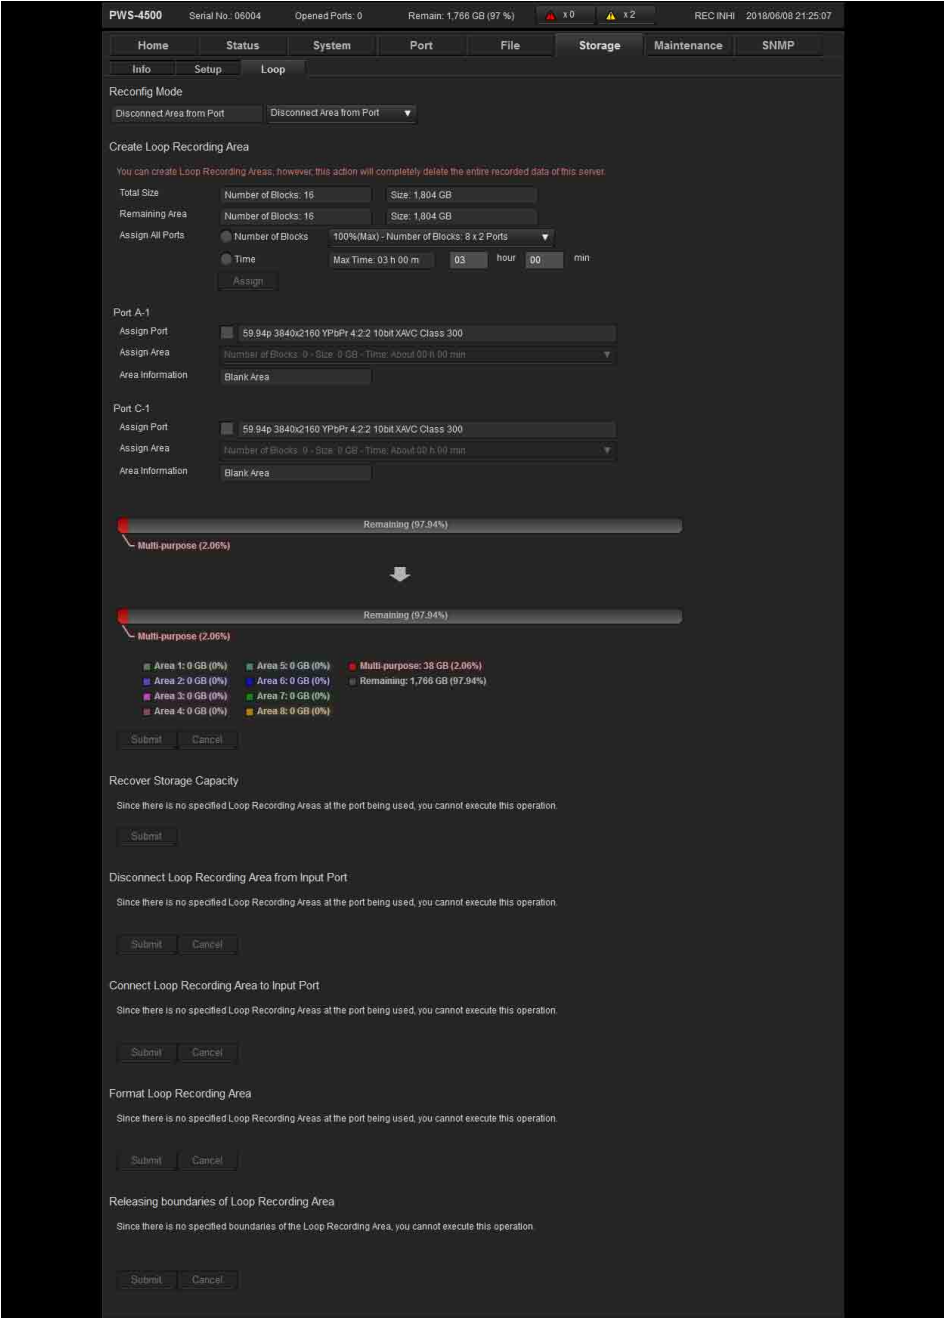 PWS-4500 Serial No.: 06004 Opened Ports: 0 Remain: 1,766 GB (97 %) x 0 x 2 REC INHI 2018/06/08 21:25:07
Home Status System Port File Storage Maintenance SNMP
Info Setup Loop
Reconfig Mode
Disconnect Area from Port Disconnect Area from Port
Create Loop Recording Area
You can create Loop Recording Areas, however, this action will completely delete the entire recorded data of this server.
Total Size Number of Blocks: 16 Size: 1,804 GB
Remaining Area Number of Blocks: 16 Size: 1,804 GB
Assign All Ports Number of Blocks 100%(Max) - Number of Blocks: 8 x 2 Ports
Time Max Time: 03 h 00 m 03 hour 00 min
Assign
Port A-1
Assign Port 59.94p 3840x2160 YPbPr 4:2:2 10bit XAVC Class 300
Assign Area Number of Blocks: 0 - Size: 0 GB - Time: About 00 h 00 min
Area Information Blank Area
Port C-1
Assign Port 59.94p 3840x2160 YPbPr 4:2:2 10bit XAVC Class 300
Assign Area Number of Blocks: 0 - Size: 0 GB - Time: About 00 h 00 min
Area Information Blank Area
Remaining (97.94%)
Multi-purpose (2.06%)
Remaining (97.94%)
Multi-purpose (2.06%)
Area 1: 0 GB (0%) Area 5: 0 GB (0%) Multi-purpose: 38 GB (2.06%)
Area 2: 0 GB (0%) Area 6: 0 GB (0%) Remaining: 1,766 GB (97.94%)
Area 3: 0 GB (0%) Area 7: 0 GB (0%)
Area 4: 0 GB (0%) Area 8: 0 GB (0%)
Submit Cancel
Recover Storage Capacity
Since there is no specified Loop Recording Areas at the port being used, you cannot execute this operation.
Submit
Disconnect Loop Recording Area from Input Port
Since there is no specified Loop Recording Areas at the port being used, you cannot execute this operation.
Submit Cancel
Connect Loop Recording Area to Input Port
Since there is no specified Loop Recording Areas at the port being used, you cannot execute this operation.
Submit Cancel
Format Loop Recording Area
Since there is no specified Loop Recording Areas at the port being used, you cannot execute this operation.
Submit Cancel
Releasing boundaries of Loop Recording Area
Since there is no specified boundaries of the Loop Recording Area, you cannot execute this operation.
Submit Cancel